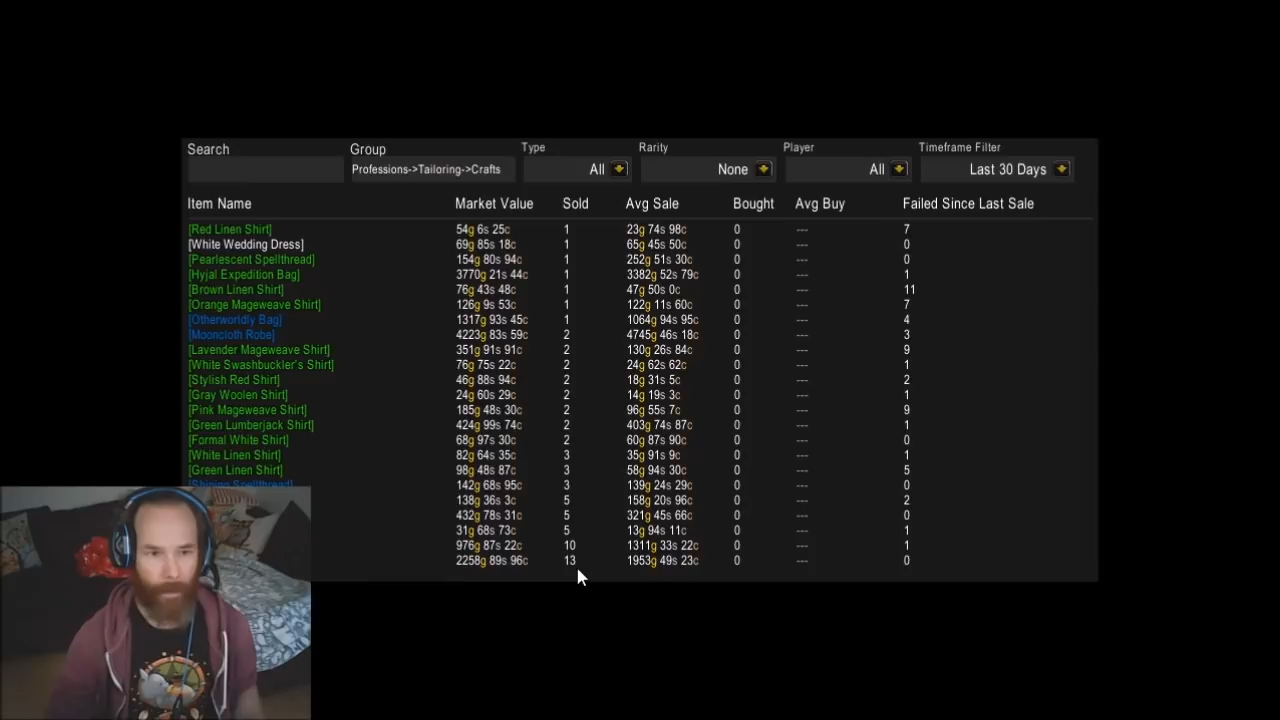 Search Group Type Rarity Player Timeframe Filter
Professions->Tailoring->Crafts All None All Last 30 Days
Item Name Market Value Sold Avg Sale Bought Avg Buy Failed Since Last Sale
[Red Linen Shirt] 54g 6s 25c 1 23g 74s 98c 0 --- 7
[White Wedding Dress] 69g 85s 18c 1 65g 45s 50c 0 --- 0
[Pearlescent Spellthread] 154g 80s 94c 1 252g 51s 30c 0 --- 0
[Hyjal Expedition Bag] 3770g 21s 44c 1 3382g 52s 79c 0 --- 1
[Brown Linen Shirt] 76g 43s 48c 1 47g 50s 0c 0 --- 11
[Orange Mageweave Shirt] 126g 9s 53c 1 122g 11s 60c 0 --- 7
[Otherworldly Bag] 1317g 93s 45c 1 1064g 94s 95c 0 --- 4
[Mooncloth Robe] 4223g 83s 59c 2 4745g 46s 18c 0 --- 3
[Lavender Mageweave Shirt] 351g 91s 91c 2 130g 26s 84c 0 --- 9
[White Swashbuckler's Shirt] 76g 75s 22c 2 24g 62s 62c 0 --- 1
[Stylish Red Shirt] 46g 88s 94c 2 18g 31s 5c 0 --- 2
[Gray Woolen Shirt] 24g 60s 29c 2 14g 19s 3c 0 --- 1
[Pink Mageweave Shirt] 185g 48s 30c 2 96g 55s 7c 0 --- 9
[Green Lumberjack Shirt] 424g 99s 74c 2 403g 74s 87c 0 --- 1
[Formal White Shirt] 68g 97s 30c 2 60g 87s 90c 0 --- 0
[White Linen Shirt] 82g 64s 35c 3 35g 91s 9c 0 --- 1
[Green Linen Shirt] 98g 48s 87c 3 58g 94s 30c 0 --- 5
[Shining Spellthread] 142g 68s 95c 3 139g 24s 29c 0 --- 0
138g 36s 3c 5 158g 20s 96c 0 --- 2
432g 78s 31c 5 321g 45s 66c 0 --- 0
31g 68s 73c 5 13g 94s 11c 0 --- 1
976g 87s 22c 10 1311g 33s 22c 0 --- 1
2258g 89s 96c 13 1953g 49s 23c 0 --- 0